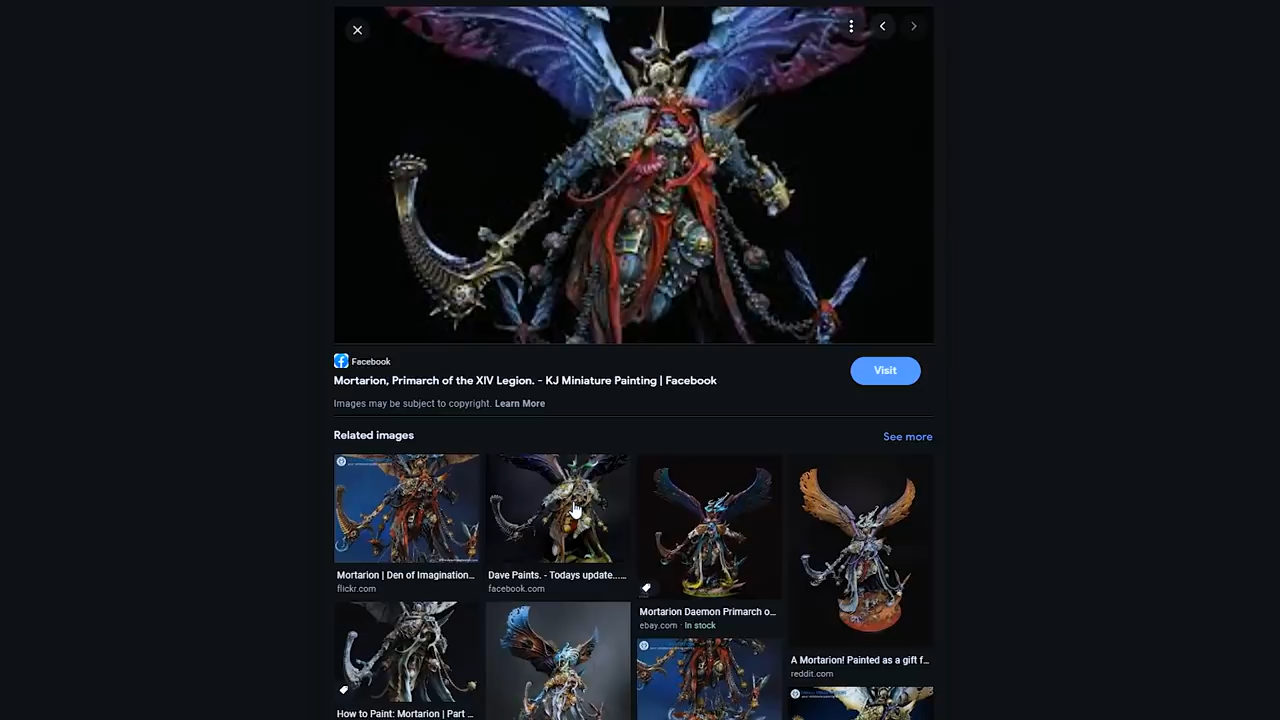 Facebook
Mortarion, Primarch of the XIV Legion. - KJ Miniature Painting | Facebook
Visit
Images may be subject to copyright. Learn More
Related images
See more
Mortarion | Den of Imagination...
flickr.com
Dave Paints. - Todays update......
facebook.com
Mortarion Daemon Primarch o...
ebay.com · In stock
A Mortarion! Painted as a gift f...
reddit.com
How to Paint: Mortarion | Part ...